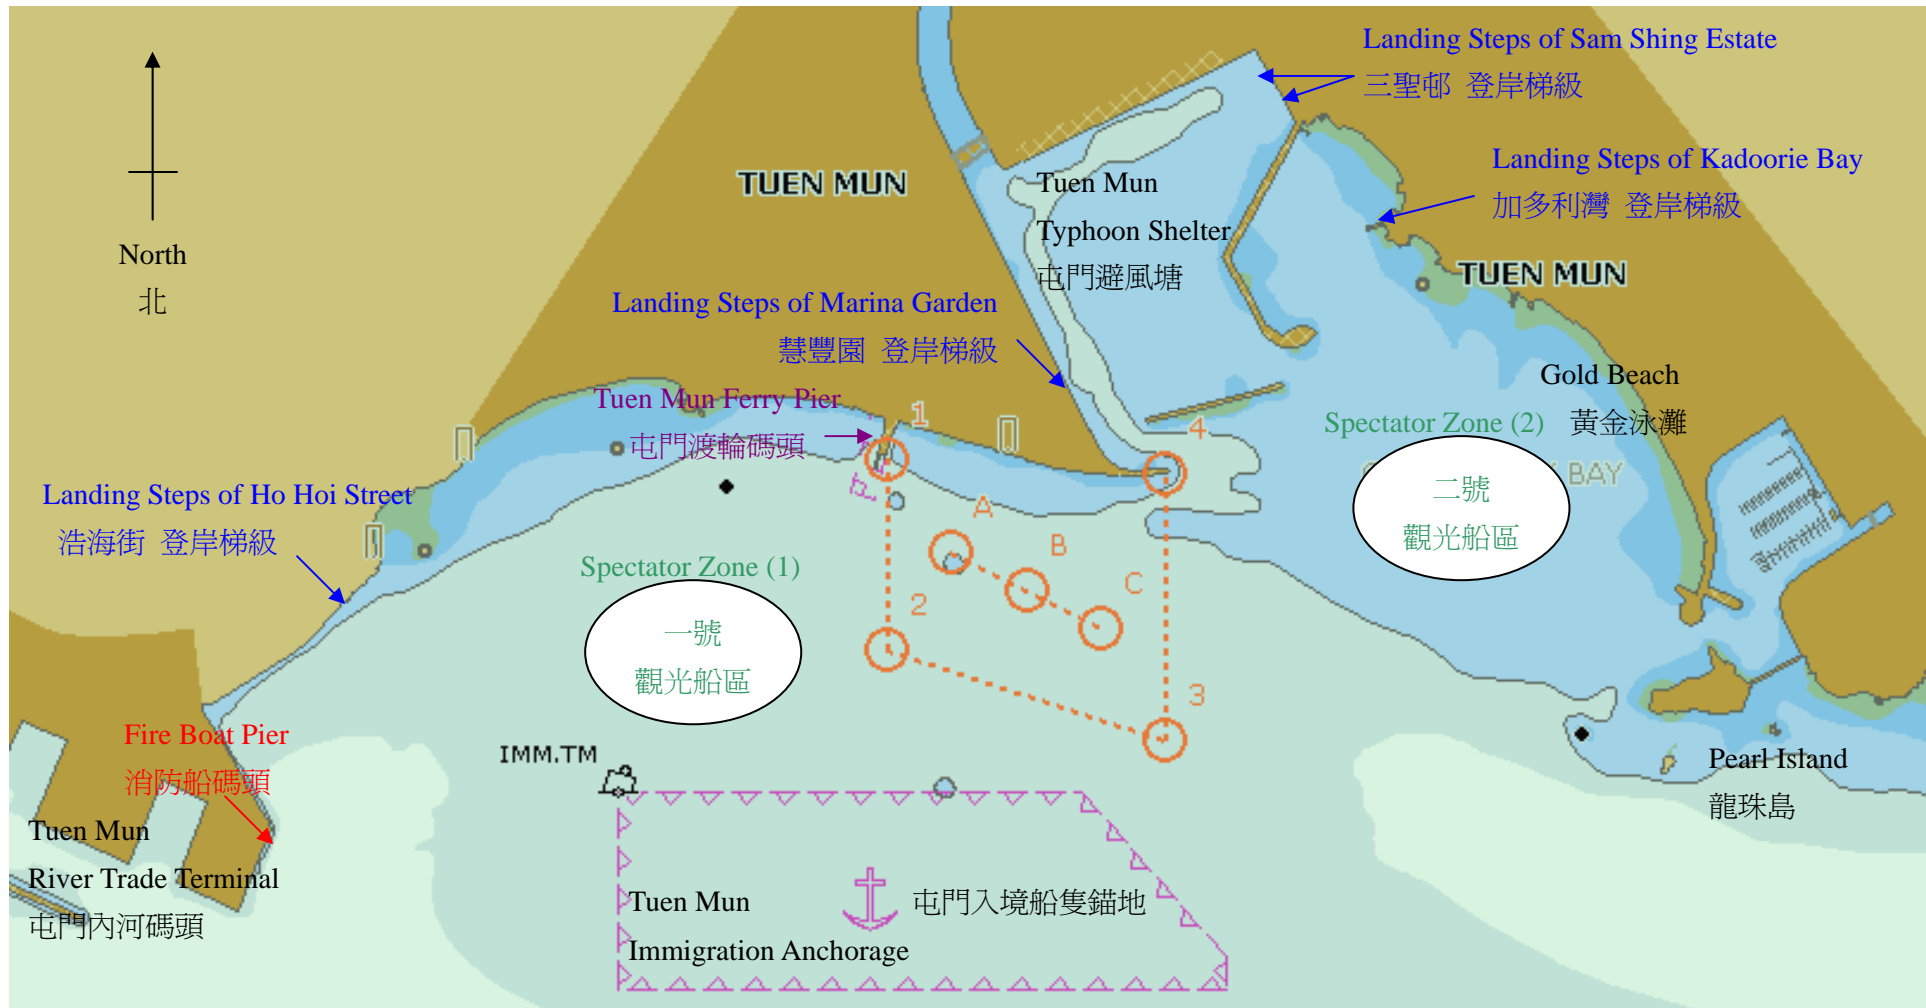 Landing Steps of Sam Shing Estate
三聖邨 登岸梯級
Landing Steps of Kadoorie Bay
加多利灣 登岸梯級
TUEN MUN
Tuen Mun
Typhoon Shelter
屯門避風塘
North
北
TUEN MUN
Landing Steps of Marina Garden
慧豐園 登岸梯級
Gold Beach
黃金泳灘
Tuen Mun Ferry Pier
屯門渡輪碼頭
1
4
Spectator Zone (2)
二號
觀光船區
BAY
Landing Steps of Ho Hoi Street
浩海街 登岸梯級
A
B
C
Spectator Zone (1)
一號
觀光船區
2
3
Fire Boat Pier
消防船碼頭
IMM.TM
Pearl Island
龍珠島
Tuen Mun
River Trade Terminal
屯門內河碼頭
Tuen Mun
Immigration Anchorage
屯門入境船隻錨地